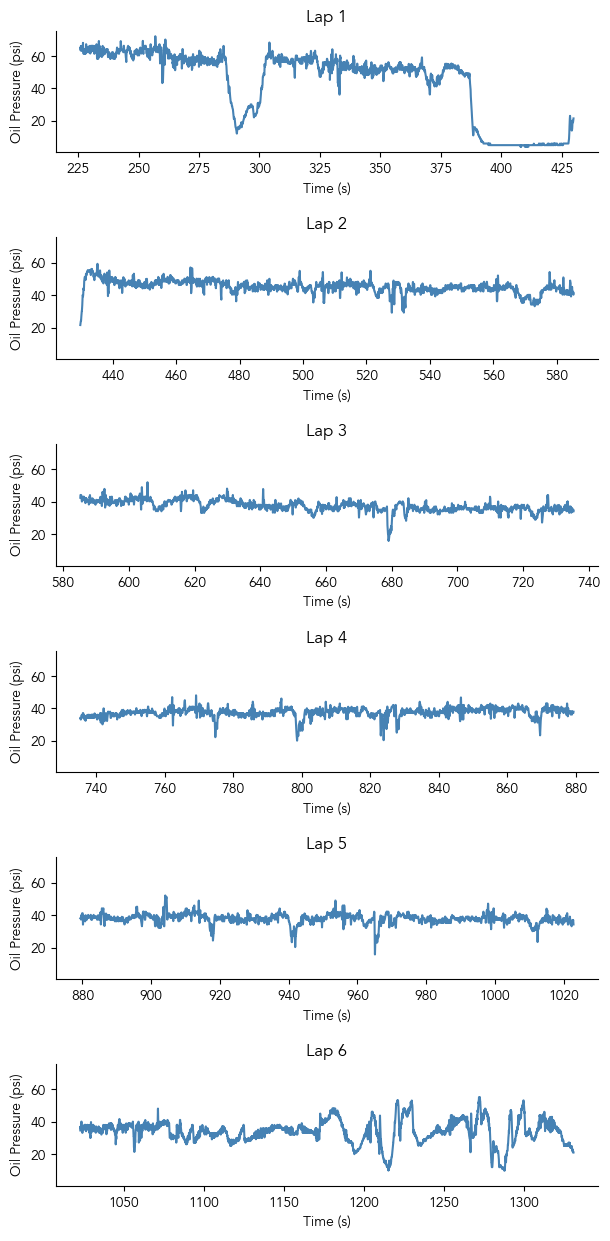 Lap 1
Oil Pressure (psi)
60
40
20
225 250 275 300 325 350 375 400 425
Time (s)
Lap 2
Oil Pressure (psi)
60
40
20
440 460 480 500 520 540 560 580
Time (s)
Lap 3
Oil Pressure (psi)
60
40
20
580 600 620 640 660 680 700 720 740
Time (s)
Lap 4
Oil Pressure (psi)
60
40
20
740 760 780 800 820 840 860 880
Time (s)
Lap 5
Oil Pressure (psi)
60
40
20
880 900 920 940 960 980 1000 1020
Time (s)
Lap 6
Oil Pressure (psi)
60
40
20
1050 1100 1150 1200 1250 1300
Time (s)